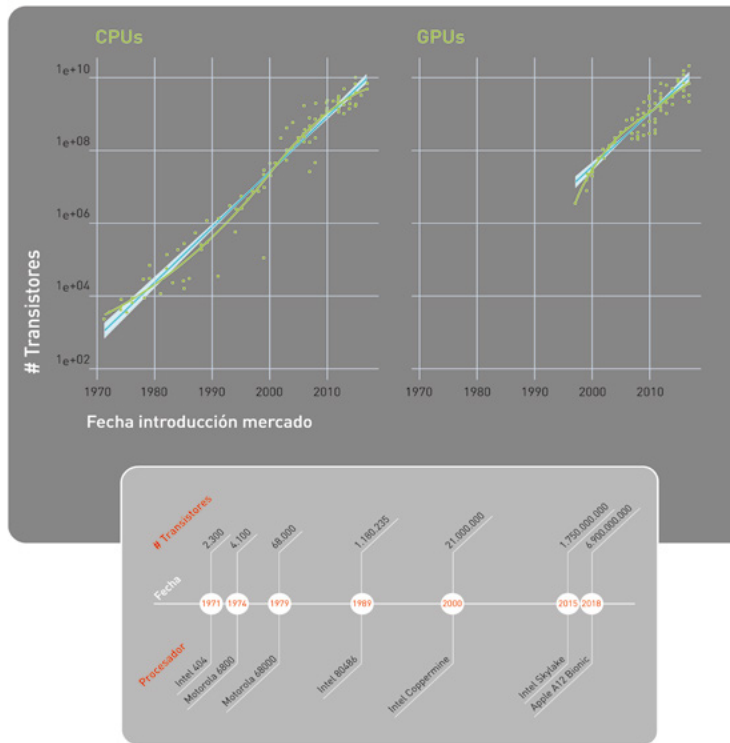 CPUs
GPUs
1e+10
1e+08
1e+06
1e+04
1e+02
# Transistores
1970 1980 1990 2000 2010
1970 1980 1990 2000 2010
Fecha introducción mercado
# Transistores
2.300 4.100 68.000 1.180.235 21.000.000 1.750.000.000 6.900.000.000
Fecha
1971 1974 1979 1989 2000 2015 2018
Procesador
Intel 404
Motorola 6800
Motorola 68000
Intel 80486
Intel Coppermine
Intel Skylake
Apple A12 Bionic